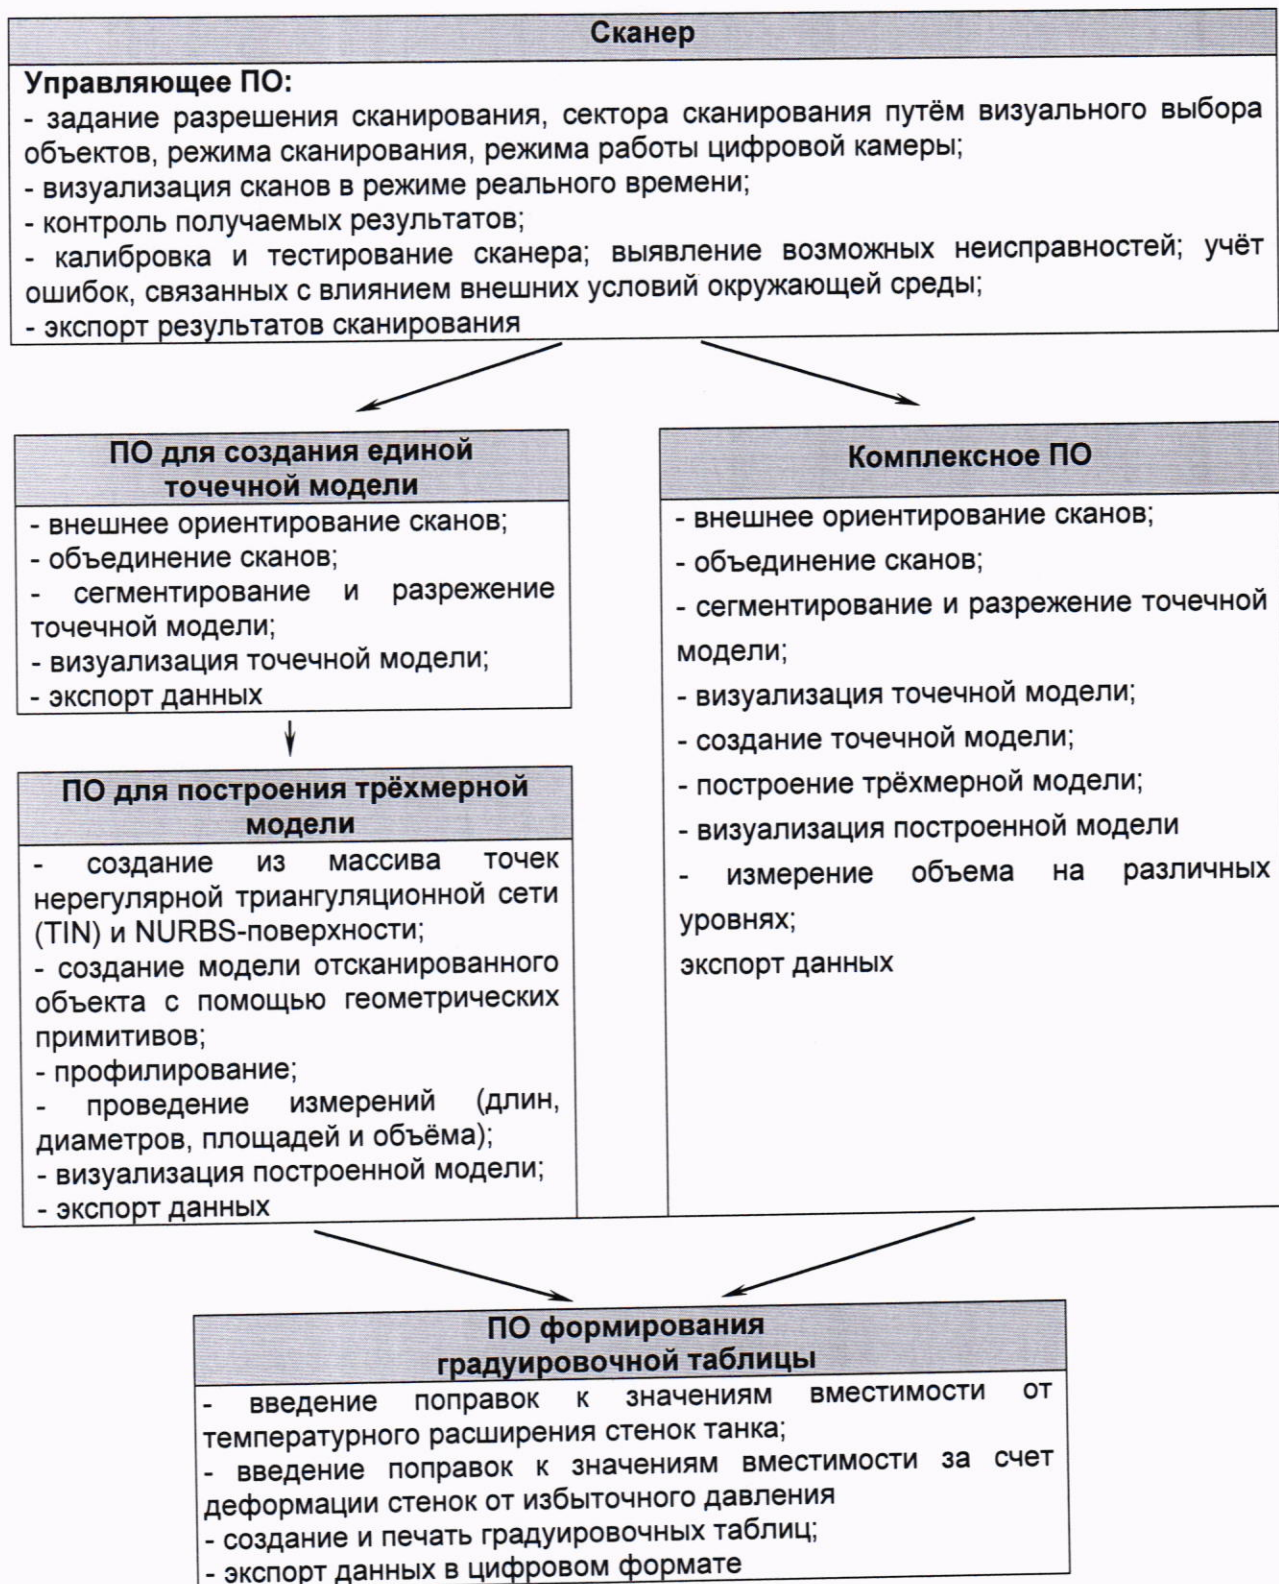 Сканер
Управляющее ПО:
- задание разрешения сканирования, сектора сканирования путём визуального выбора
объектов, режима сканирования, режима работы цифровой камеры;
- визуализация сканов в режиме реального времени;
- контроль получаемых результатов;
- калибровка и тестирование сканера; выявление возможных неисправностей; учёт
ошибок, связанных с влиянием внешних условий окружающей среды;
- экспорт результатов сканирования
ПО для создания единой
точечной модели
- внешнее ориентирование сканов;
- объединение сканов;
- сегментирование и разрежение
точечной модели;
- визуализация точечной модели;
- экспорт данных
ПО для построения трёхмерной
модели
- создание из массива точек
нерегулярной триангуляционной сети
(TIN) и NURBS-поверхности;
- создание модели отсканированного
объекта с помощью геометрических
примитивов;
- профилирование;
- проведение измерений (длин,
диаметров, площадей и объёма);
- визуализация построенной модели;
- экспорт данных
Комплексное ПО
- внешнее ориентирование сканов;
- объединение сканов;
- сегментирование и разрежение точечной
модели;
- визуализация точечной модели;
- создание точечной модели;
- построение трёхмерной модели;
- визуализация построенной модели
- измерение объема на различных
уровнях;
экспорт данных
ПО формирования
градуировочной таблицы
- введение поправок к значениям вместимости от
температурного расширения стенок танка;
- введение поправок к значениям вместимости за счет
деформации стенок от избыточного давления
- создание и печать градуировочных таблиц;
- экспорт данных в цифровом формате